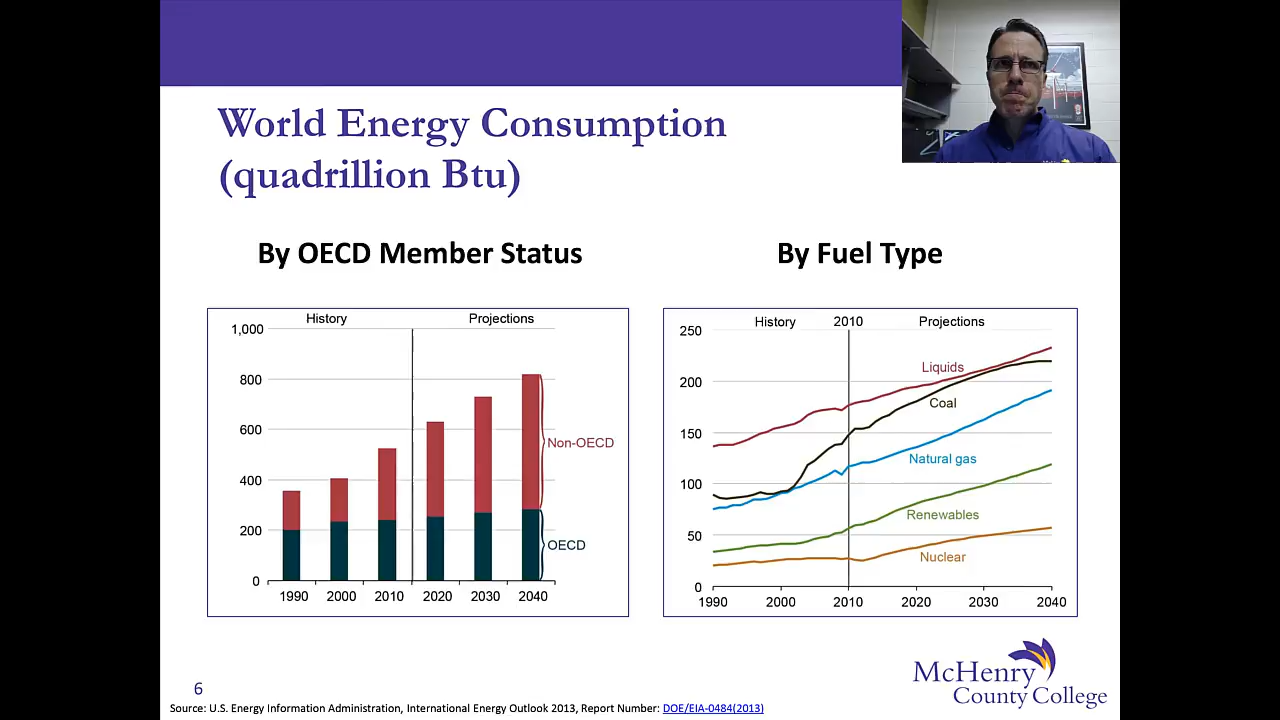 World Energy Consumption
(quadrillion Btu)
By OECD Member Status
By Fuel Type
History
Projections
1,000
800
600
400
200
0
Non-OECD
OECD
1990
2000
2010
2020
2030
2040
History
2010
Projections
250
200
150
100
50
0
Liquids
Coal
Natural gas
Renewables
Nuclear
1990
2000
2010
2020
2030
2040
McHenry
County College
6
Source: U.S. Energy Information Administration, International Energy Outlook 2013, Report Number: DOE/EIA-0484(2013)